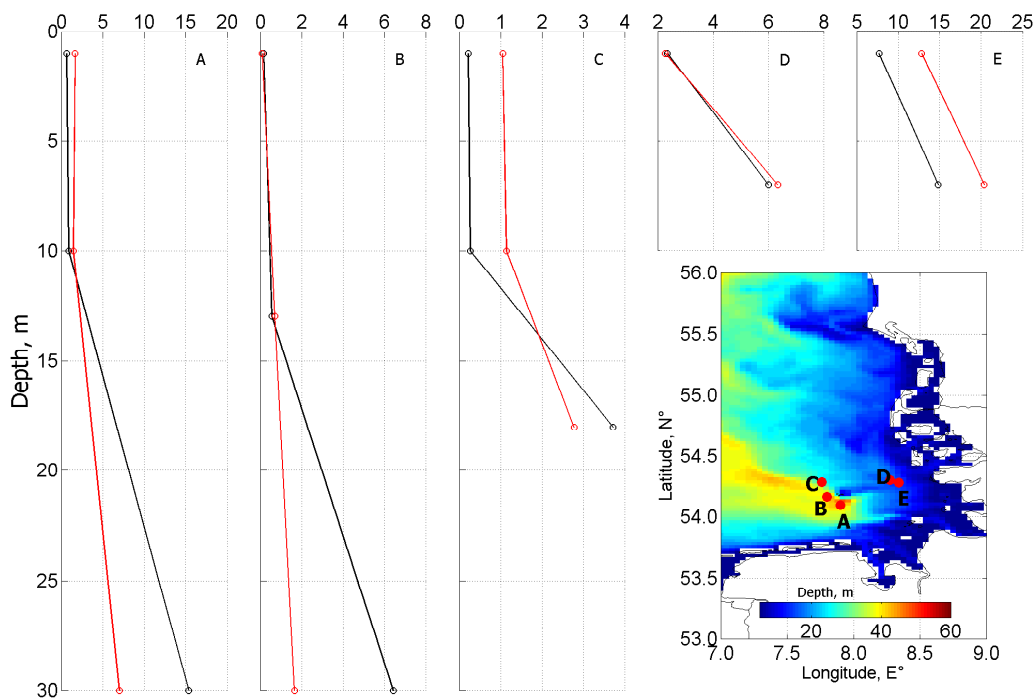 0 5 10 15 20
0 2 4 6 8
0 1 2 3 4
2 4 6 8
5 10 15 20 25
0
5
10
15
20
25
30
Depth, m
A
B
C
D
E
56.0
55.5
55.0
54.5
54.0
53.5
53.0
Latitude, N°
C
D
B
E
A
Depth, m
20 40 60
7.0 7.5 8.0 8.5 9.0
Longitude, E°